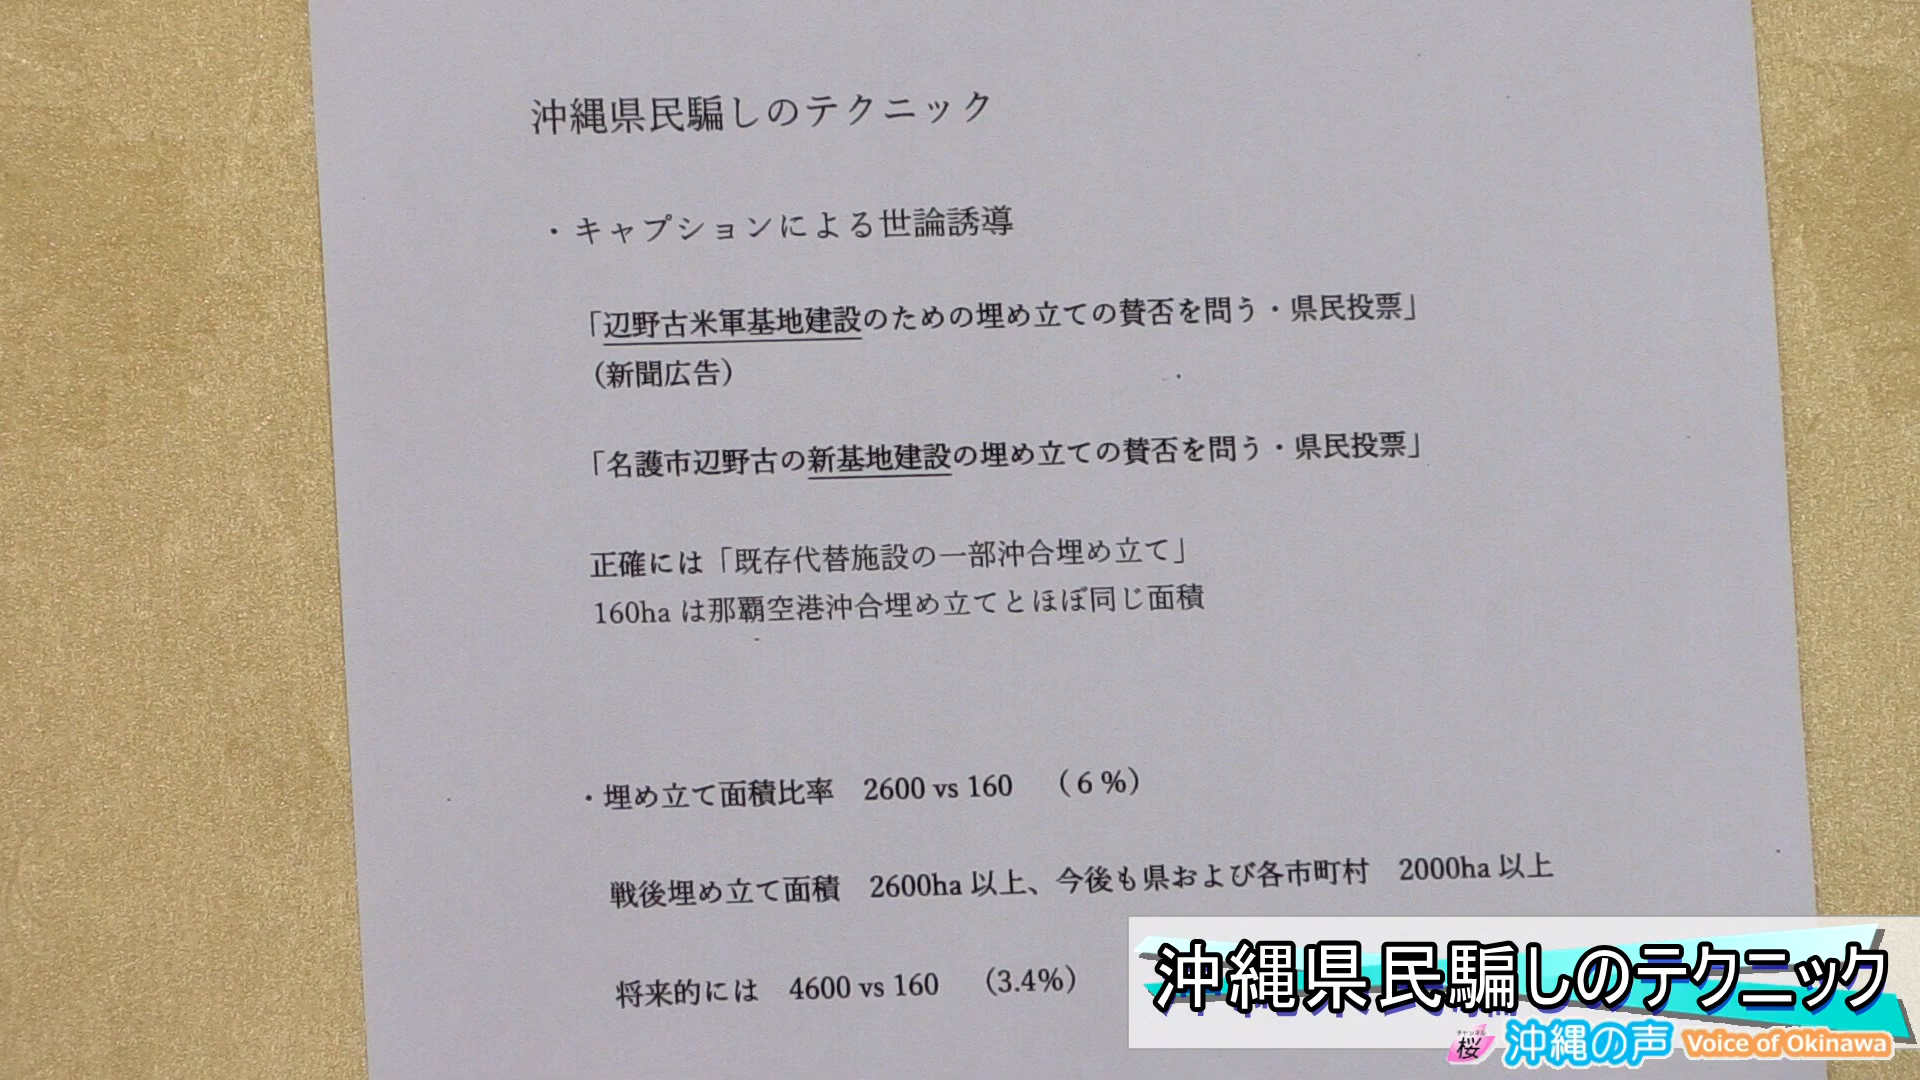 沖縄県民騙しのテクニック
・キャプションによる世論誘導
「辺野古米軍基地建設のための埋め立ての賛否を問う・県民投票」
（新聞広告）
「名護市辺野古の新基地建設の埋め立ての賛否を問う・県民投票」
正確には「既存代替施設の一部沖合埋め立て」
160ha は那覇空港沖合埋め立てとほぼ同じ面積
・埋め立て面積比率　2600 vs 160　（6 %）
戦後埋め立て面積　2600ha 以上、今後も県および各市町村　2000ha 以上
将来的には　4600 vs 160　（3.4%）
沖縄県民騙しのテクニック
チャンネル
桜 沖縄の声 Voice of Okinawa